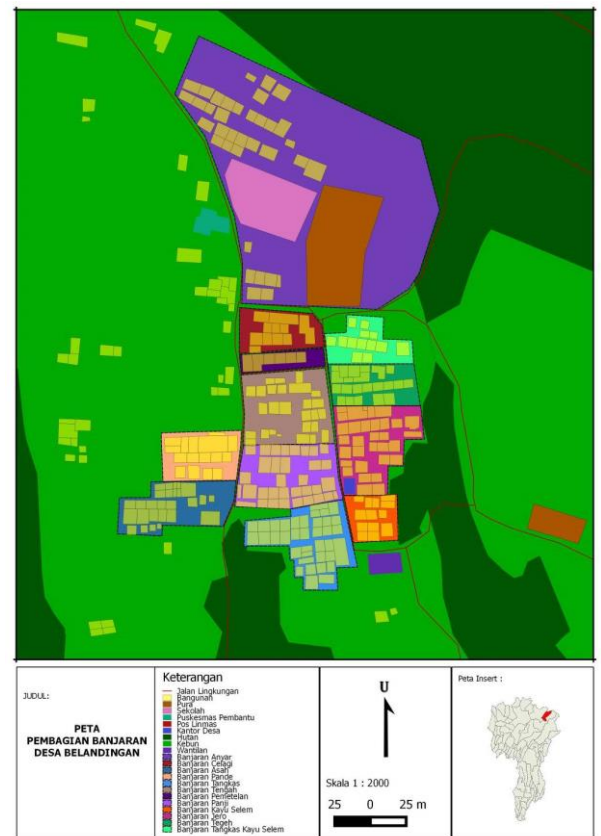 JUDUL:
PETA
PEMBAGIAN BANJARAN
DESA BELANDINGAN
Keterangan
Jalan Lingkungan
Bangunan
Pura
Sekolah
Puskesmas Pembantu
Pos Linmas
Kantor Desa
Hutan
Kebun
Wantilan
Banjaran Anyar
Banjaran Celagi
Banjaran Asah
Banjaran Pande
Banjaran Tangkas
Banjaran Tengah
Banjaran Pemetelan
Banjaran Panji
Banjaran Kayu Selem
Banjaran Jero
Banjaran Tegeh
Banjaran Tangkas Kayu Selem
U
Skala 1 : 2000
25 0 25 m
Peta Insert :